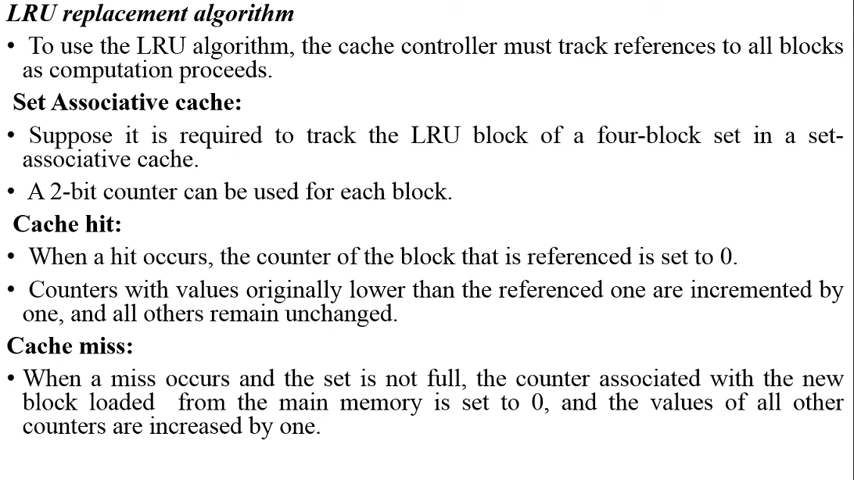 LRU replacement algorithm
• To use the LRU algorithm, the cache controller must track references to all blocks
as computation proceeds.
Set Associative cache:
• Suppose it is required to track the LRU block of a four-block set in a set-
associative cache.
• A 2-bit counter can be used for each block.
Cache hit:
• When a hit occurs, the counter of the block that is referenced is set to 0.
• Counters with values originally lower than the referenced one are incremented by
one, and all others remain unchanged.
Cache miss:
• When a miss occurs and the set is not full, the counter associated with the new
block loaded from the main memory is set to 0, and the values of all other
counters are increased by one.